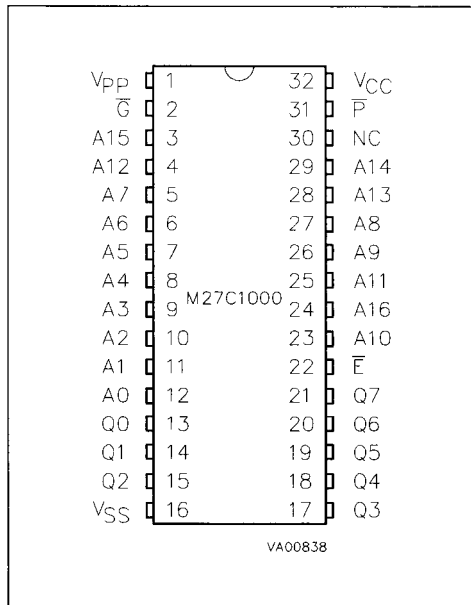 VPP 1 32 VCC
G̅ 2 31 P̅
A15 3 30 NC
A12 4 29 A14
A7 5 28 A13
A6 6 27 A8
A5 7 26 A9
A4 8 25 A11
M27C1000
A3 9 24 A16
A2 10 23 A10
A1 11 22 E̅
A0 12 21 Q7
Q0 13 20 Q6
Q1 14 19 Q5
Q2 15 18 Q4
VSS 16 17 Q3
VA00838